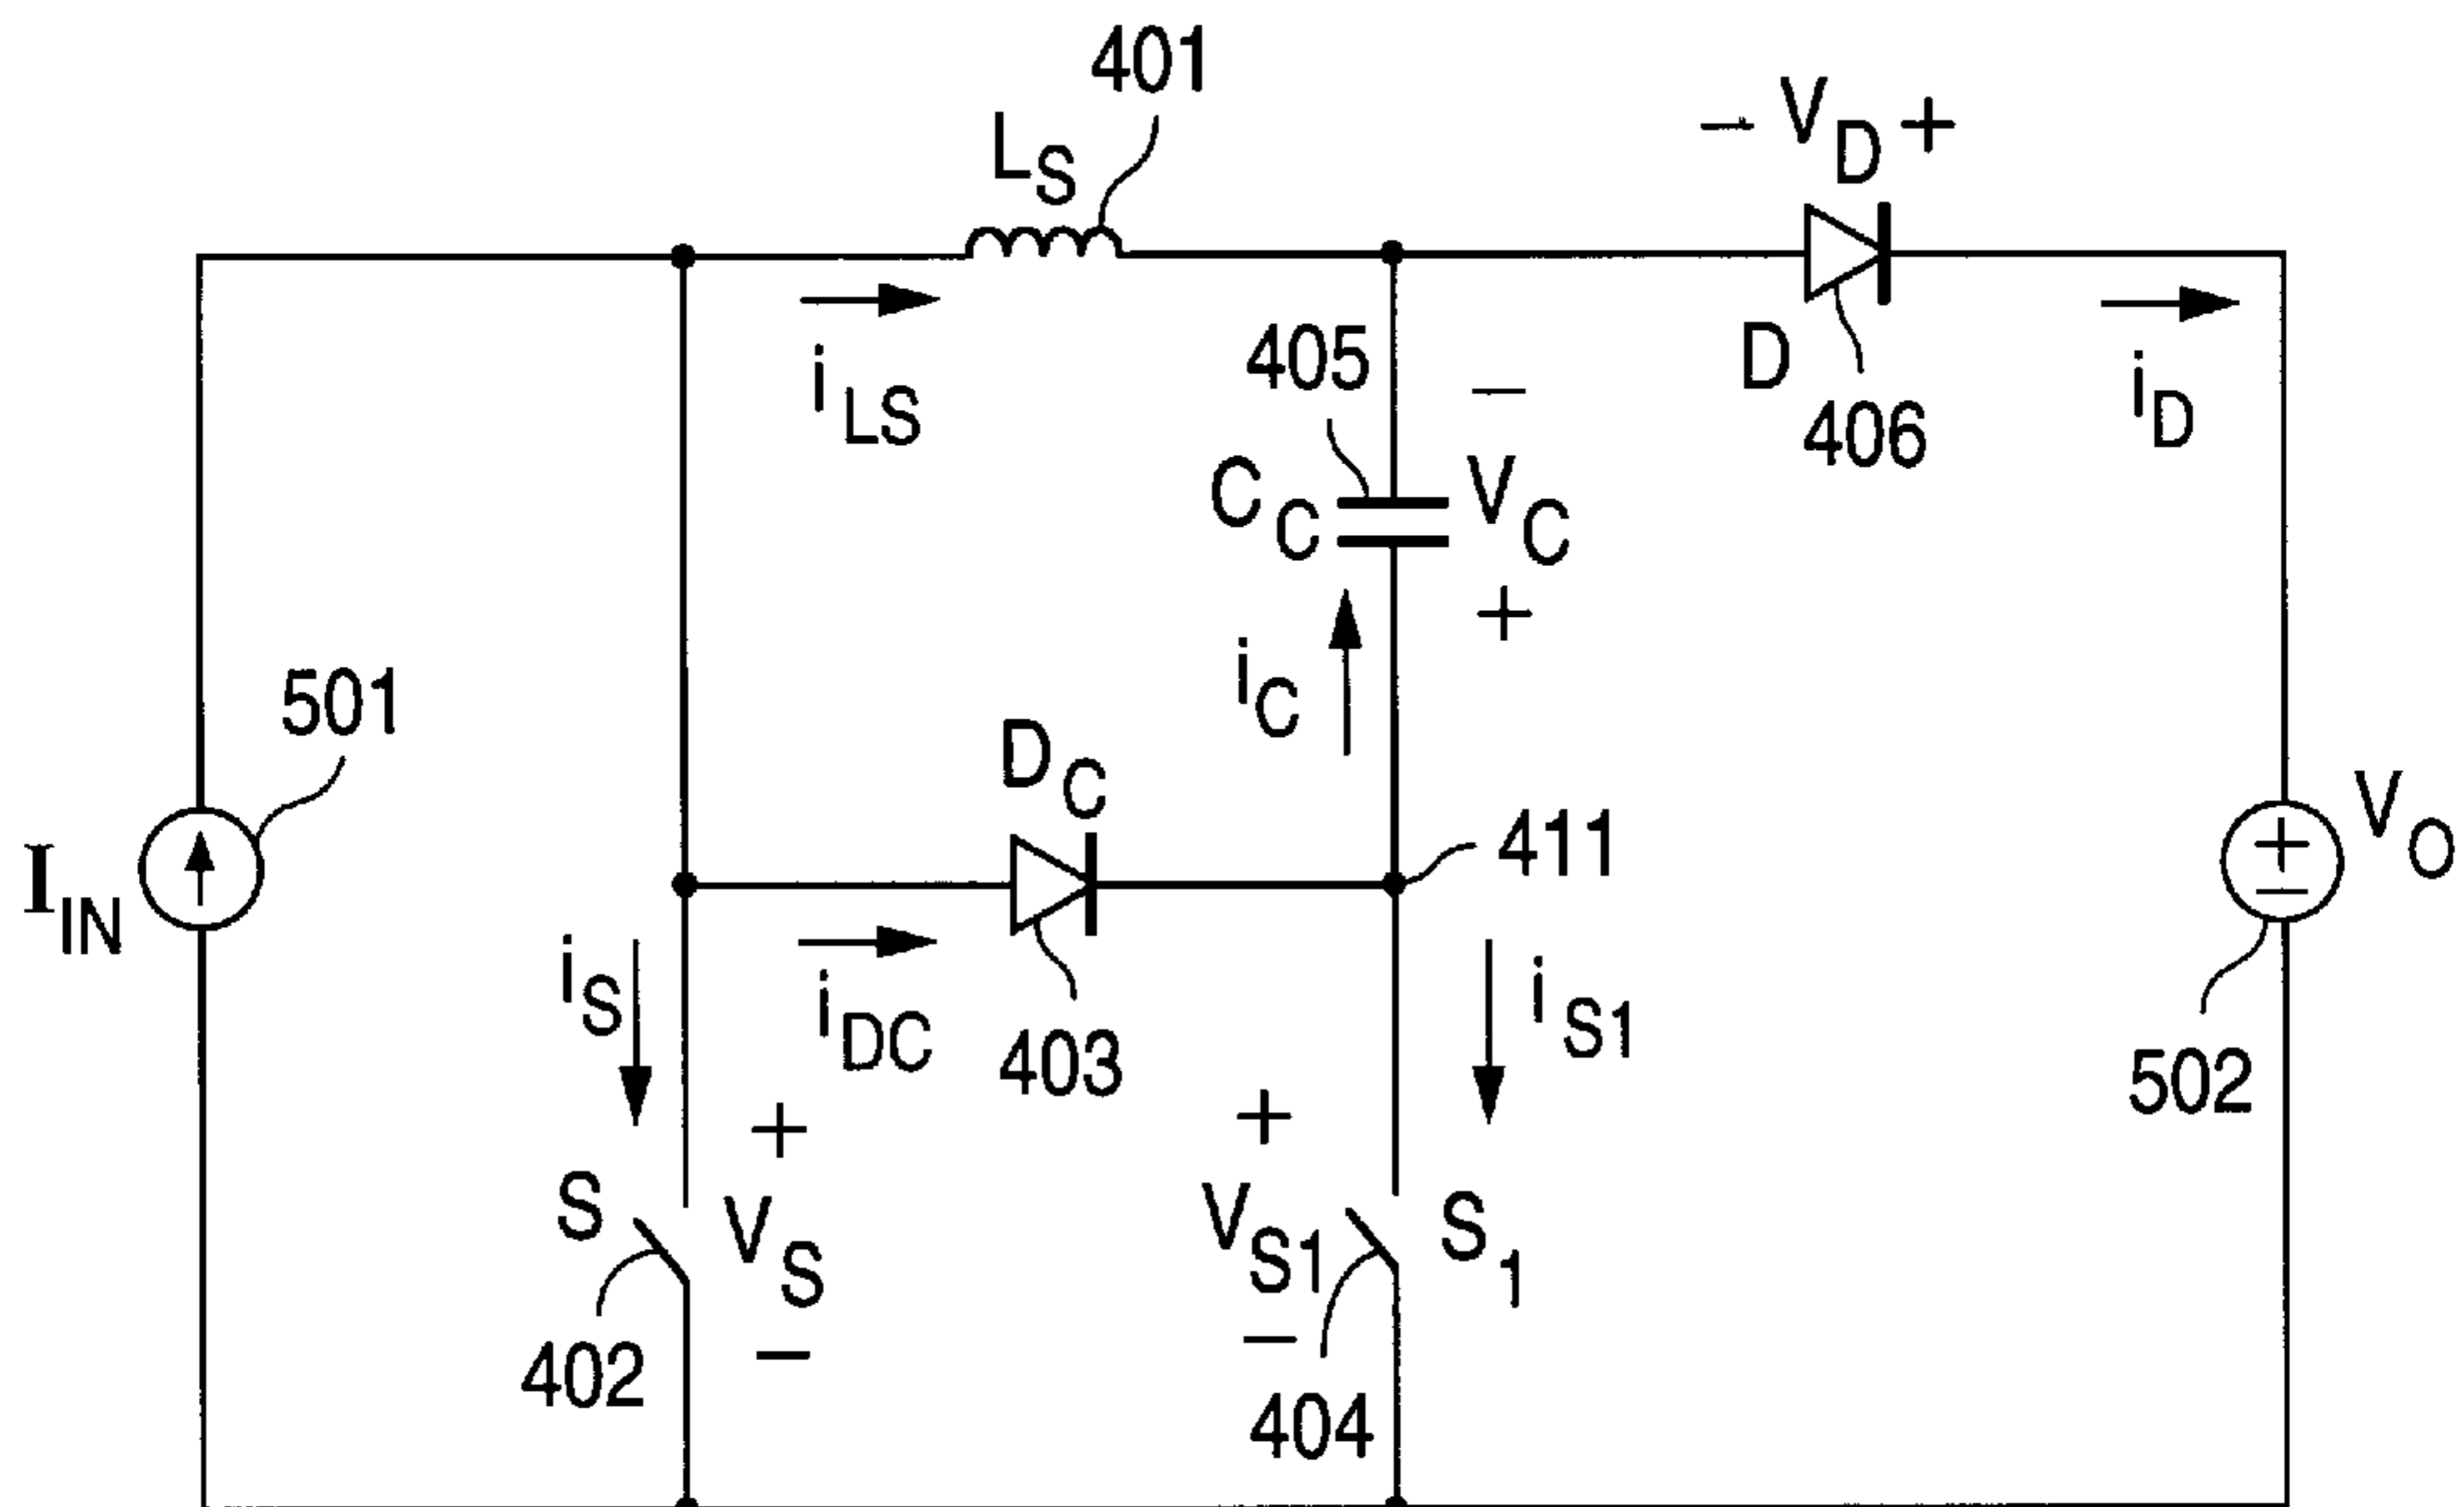 401
L_S
− V_D +
i_LS
405
−
D
406
i_D
C_C
V_C
+
i_C
501
D_C
411
V_O
I_IN
+
−
i_S
i_DC
403
i_S1
502
+
+
S
V_S
V_S1
S_1
−
−
402
404